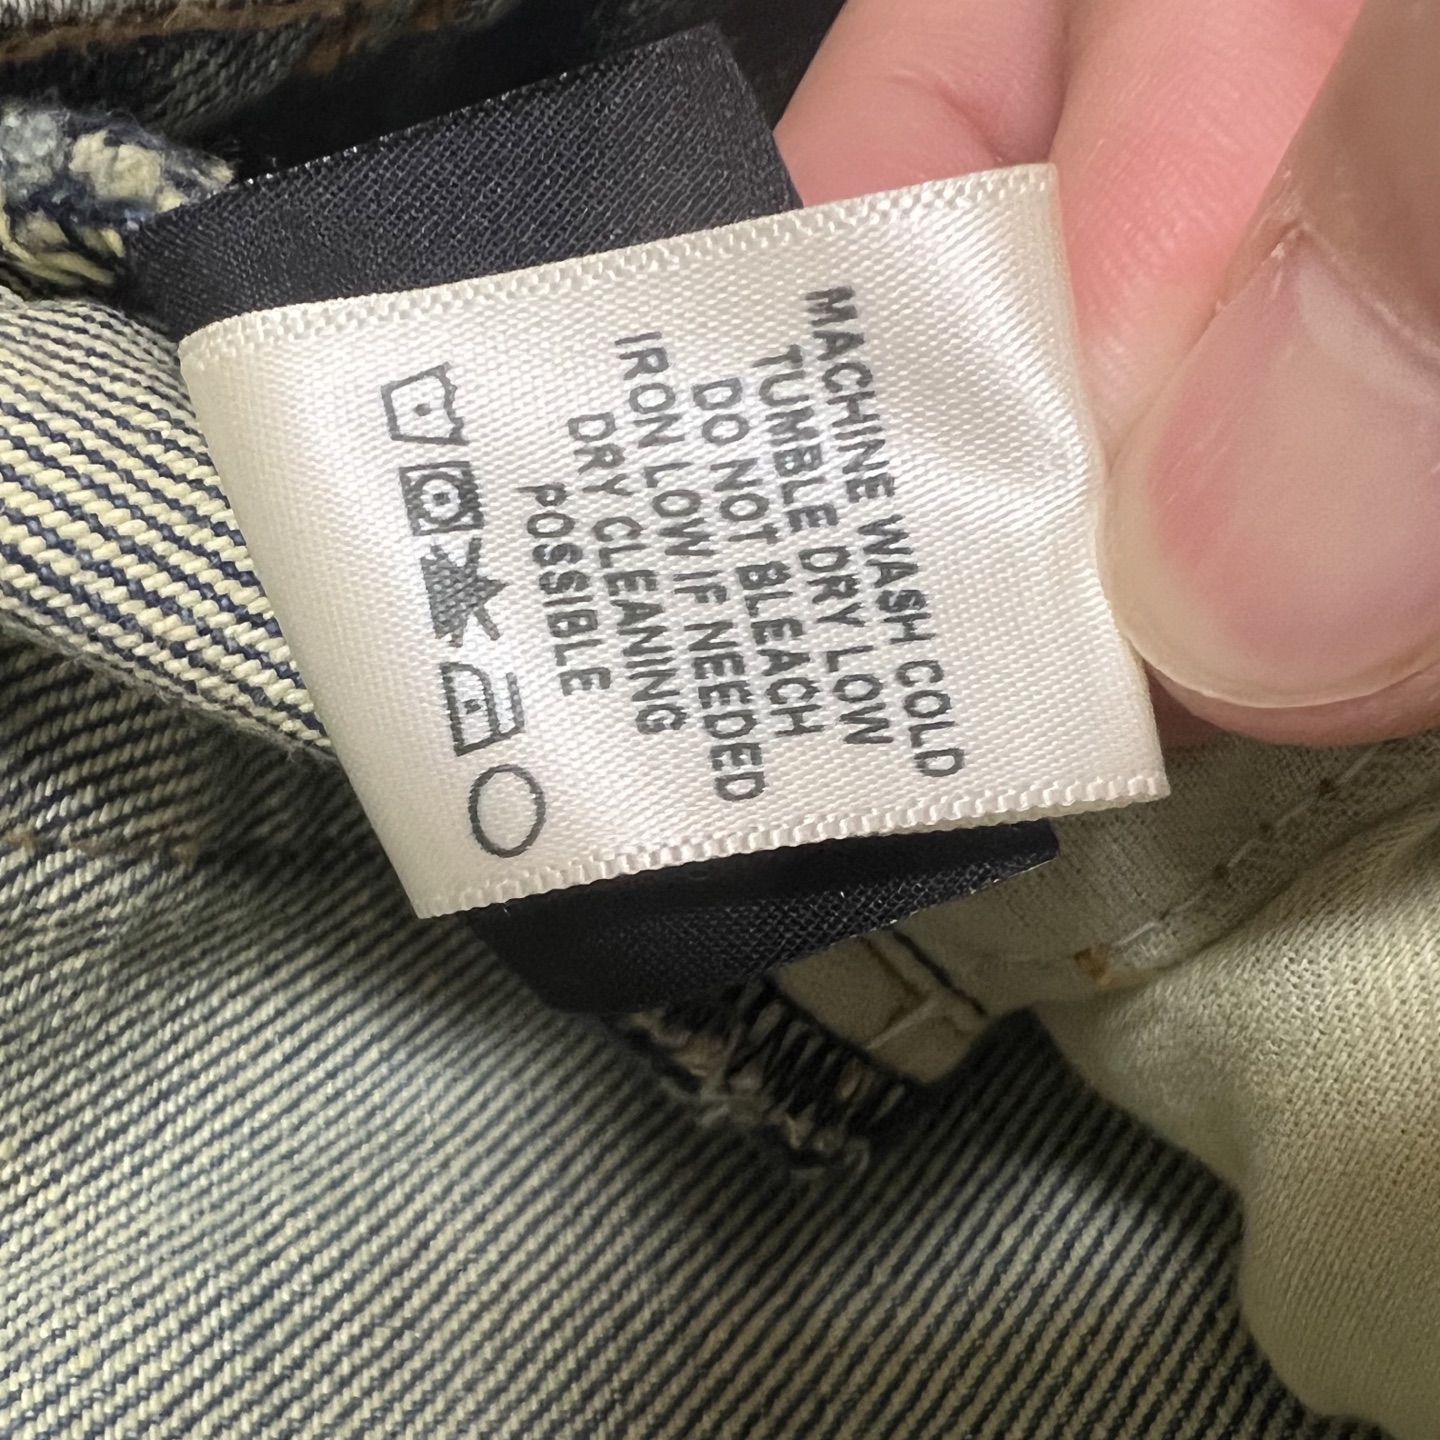 MACHINE WASH COLD
TUMBLE DRY LOW
DO NOT BLEACH
IRON LOW IF NEEDED
DRY CLEANING
POSSIBLE